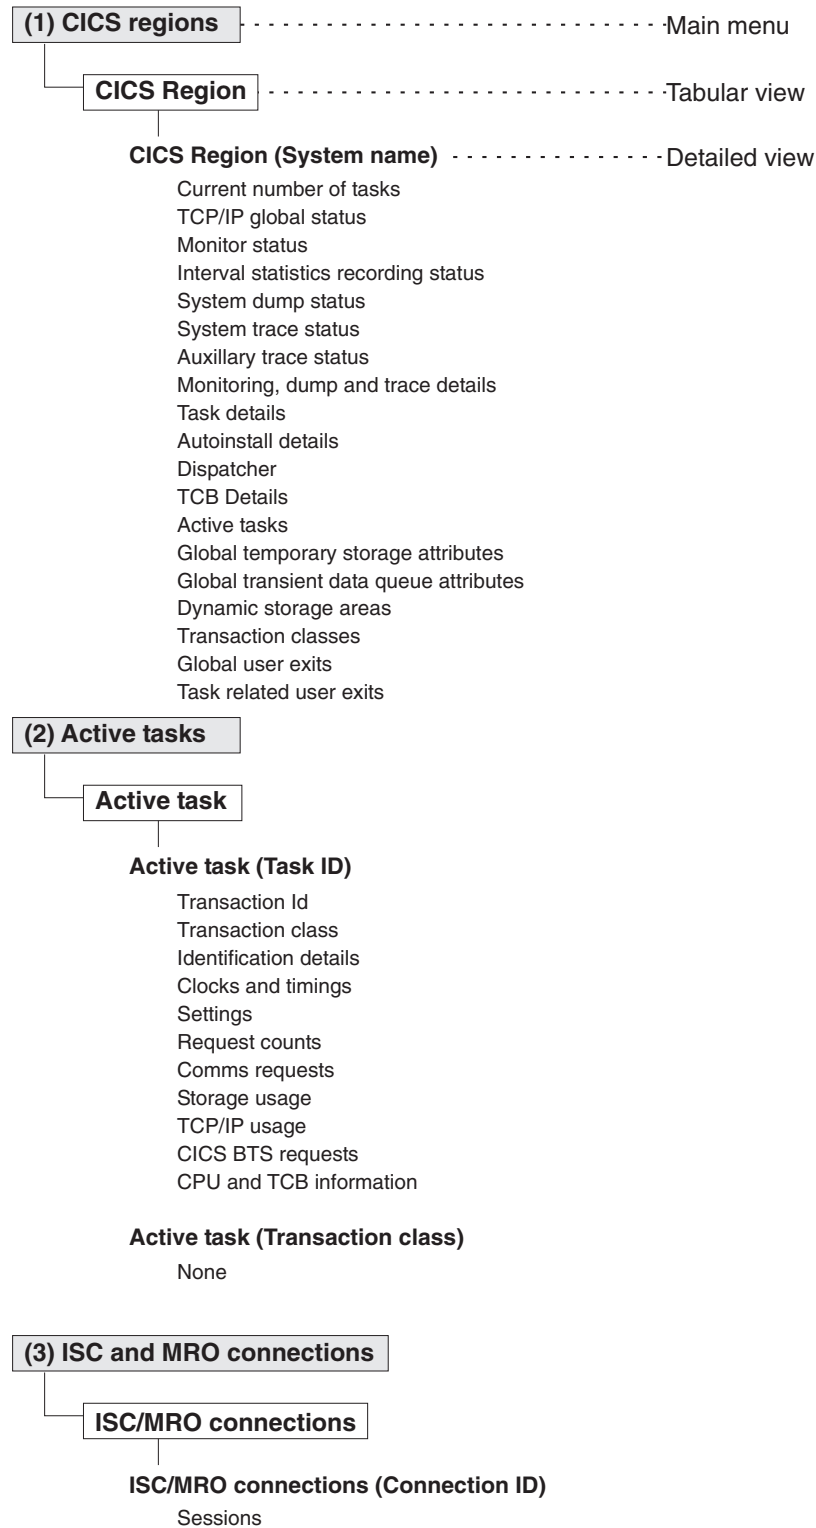 (1) CICS regions
Main menu
CICS Region
Tabular view
CICS Region (System name)
Detailed view
Current number of tasks
TCP/IP global status
Monitor status
Interval statistics recording status
System dump status
System trace status
Auxillary trace status
Monitoring, dump and trace details
Task details
Autoinstall details
Dispatcher
TCB Details
Active tasks
Global temporary storage attributes
Global transient data queue attributes
Dynamic storage areas
Transaction classes
Global user exits
Task related user exits
(2) Active tasks
Active task
Active task (Task ID)
Transaction Id
Transaction class
Identification details
Clocks and timings
Settings
Request counts
Comms requests
Storage usage
TCP/IP usage
CICS BTS requests
CPU and TCB information
Active task (Transaction class)
None
(3) ISC and MRO connections
ISC/MRO connections
ISC/MRO connections (Connection ID)
Sessions